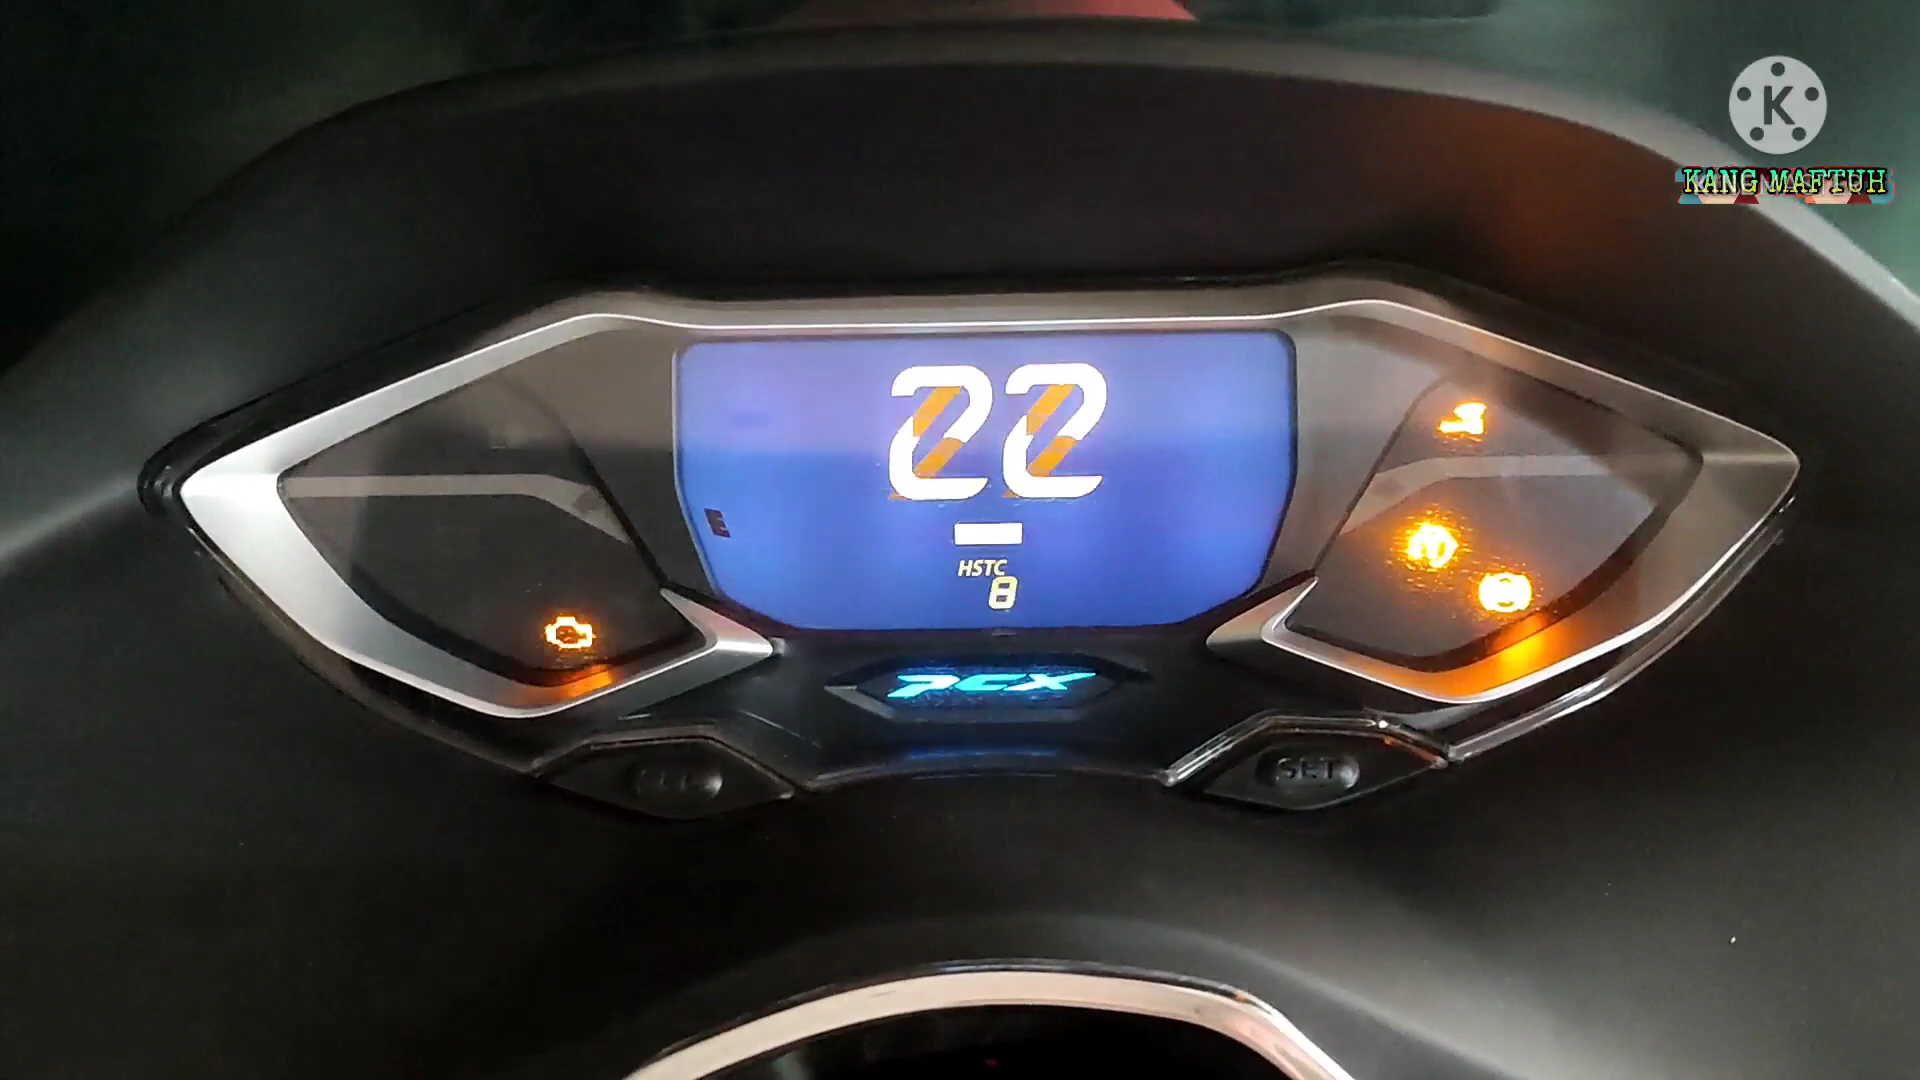 K
KANG MAFTUH
22
E
HSTC
8
PCX
SET